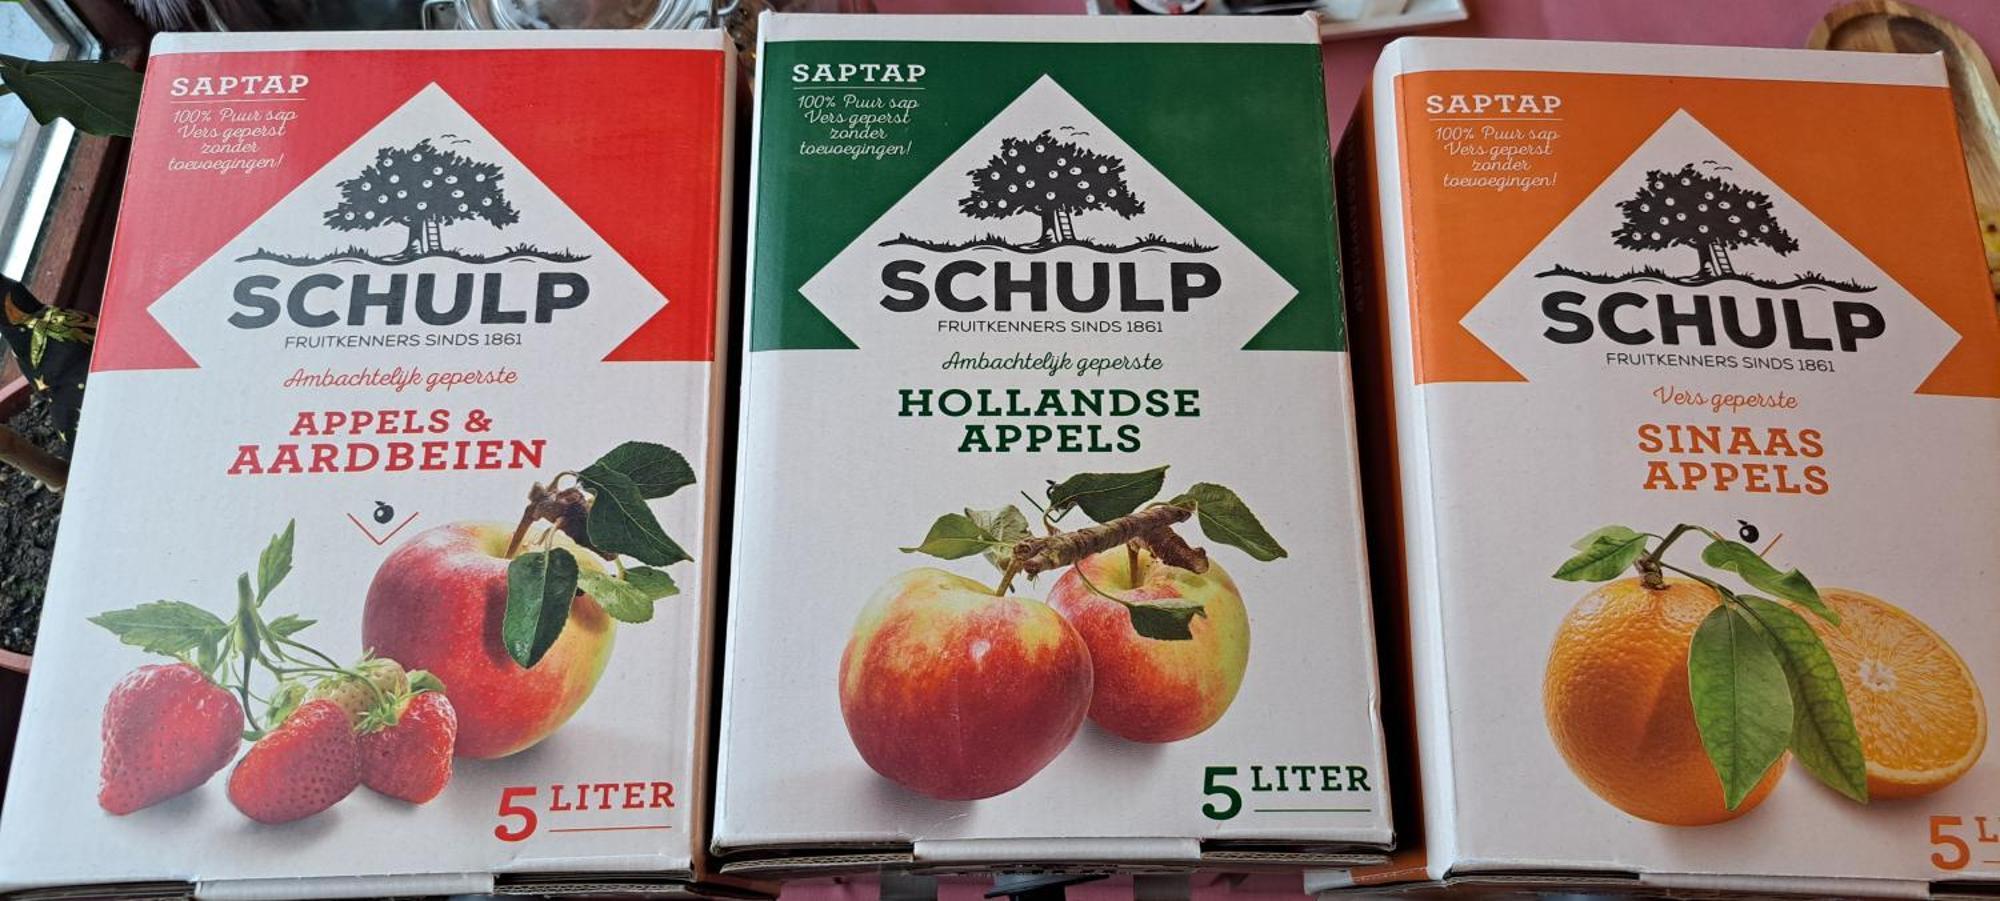 SAPTAP
100% Puur sap
Vers geperst
zonder
toevoegingen!
SCHULP
FRUITKENNERS SINDS 1861
Ambachtelijk geperste
APPELS &
AARDBEIEN
5 LITER
SAPTAP
100% Puur sap
Vers geperst
zonder
toevoegingen!
SCHULP
FRUITKENNERS SINDS 1861
Ambachtelijk geperste
HOLLANDSE
APPELS
5 LITER
SAPTAP
100% Puur sap
Vers geperst
zonder
toevoegingen!
SCHULP
FRUITKENNERS SINDS 1861
Vers geperste
SINAAS
APPELS
5 L